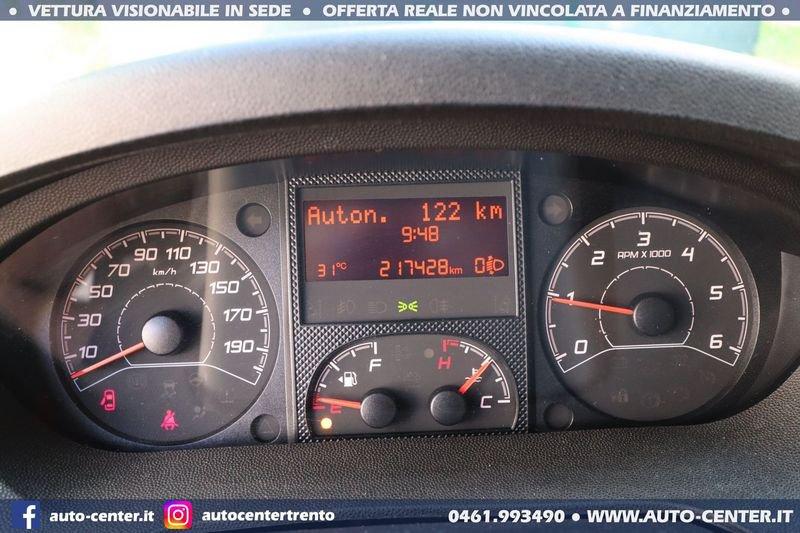 • VETTURA VISIONABILE IN SEDE • OFFERTA REALE NON VINCOLATA A FINANZIAMENTO •
Auton. 122 km
9:48
31°C 217428km 0
10 30 50 70 90 110 130 150 170 190
km/h
0 1 2 3 4 5 6
RPM X 1000
E F
H C
auto-center.it autocentertrento 0461.993490 • WWW.AUTO-CENTER.IT